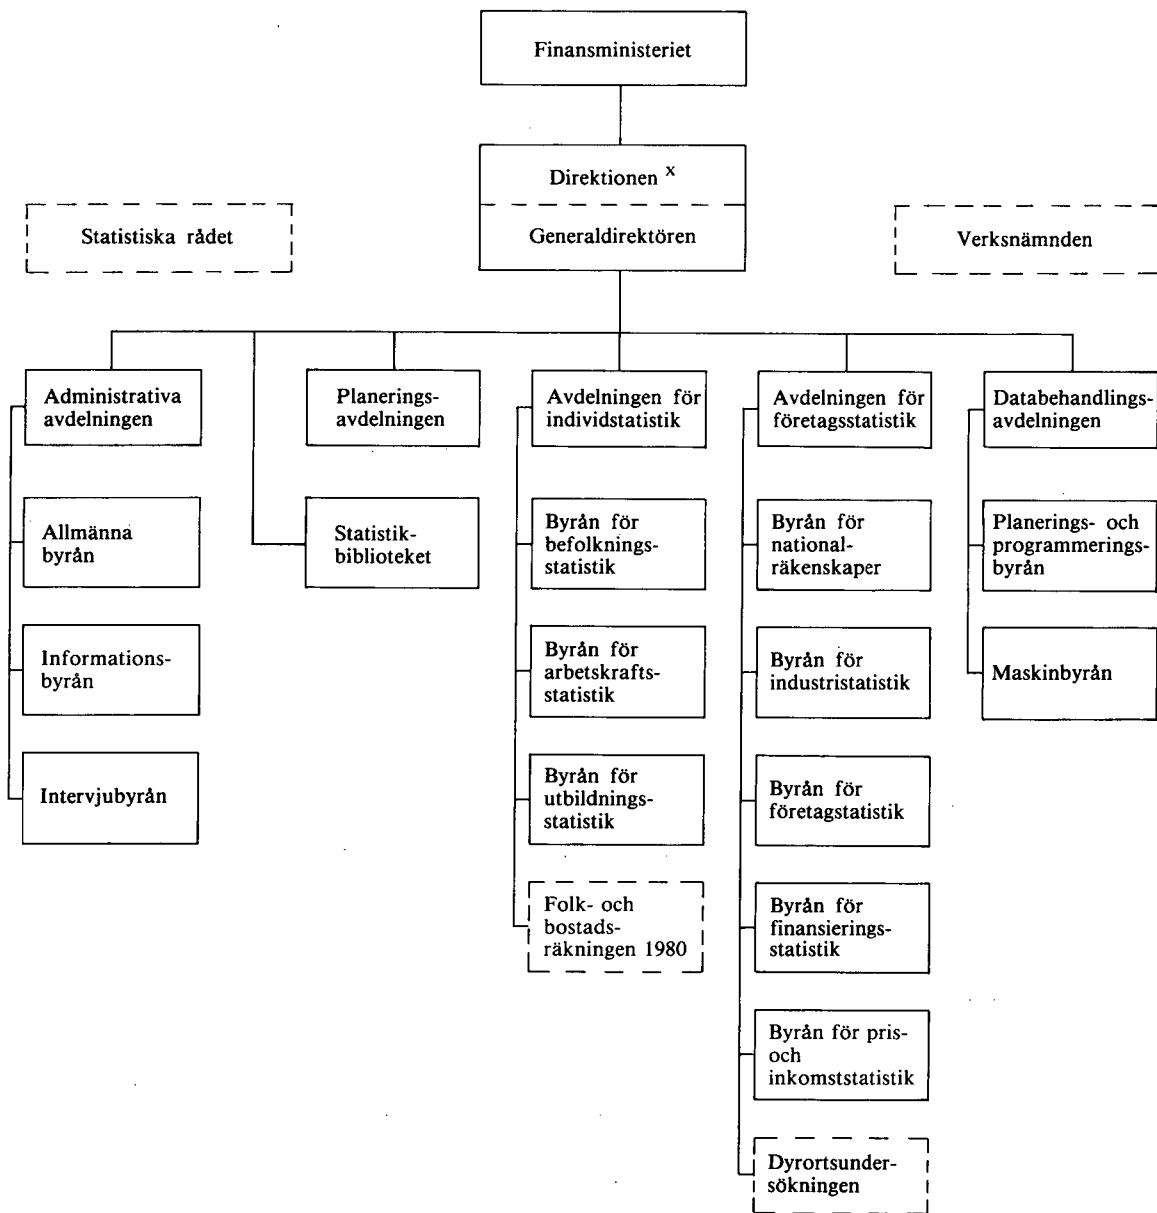 Finansministeriet
Direktionen x
Generaldirektören
Statistiska rådet
Verksnämnden
Administrativa
avdelningen
Allmänna
byrån
Informations-
byrån
Intervjubyrån
Planerings-
avdelningen
Statistik-
biblioteket
Avdelningen för
individstatistik
Byrån för
befolknings-
statistik
Byrån för
arbetskrafts-
statistik
Byrån för
utbildnings-
statistik
Folk- och
bostads-
räkningen 1980
Avdelningen för
företagsstatistik
Byrån för
national-
räkenskaper
Byrån för
industristatistik
Byrån för
företagstatistik
Byrån för
finansierings-
statistik
Byrån för pris-
och
inkomststatistik
Dyrortsunder-
sökningen
Databehandlings-
avdelningen
Planerings- och
programmerings-
byrån
Maskinbyrån